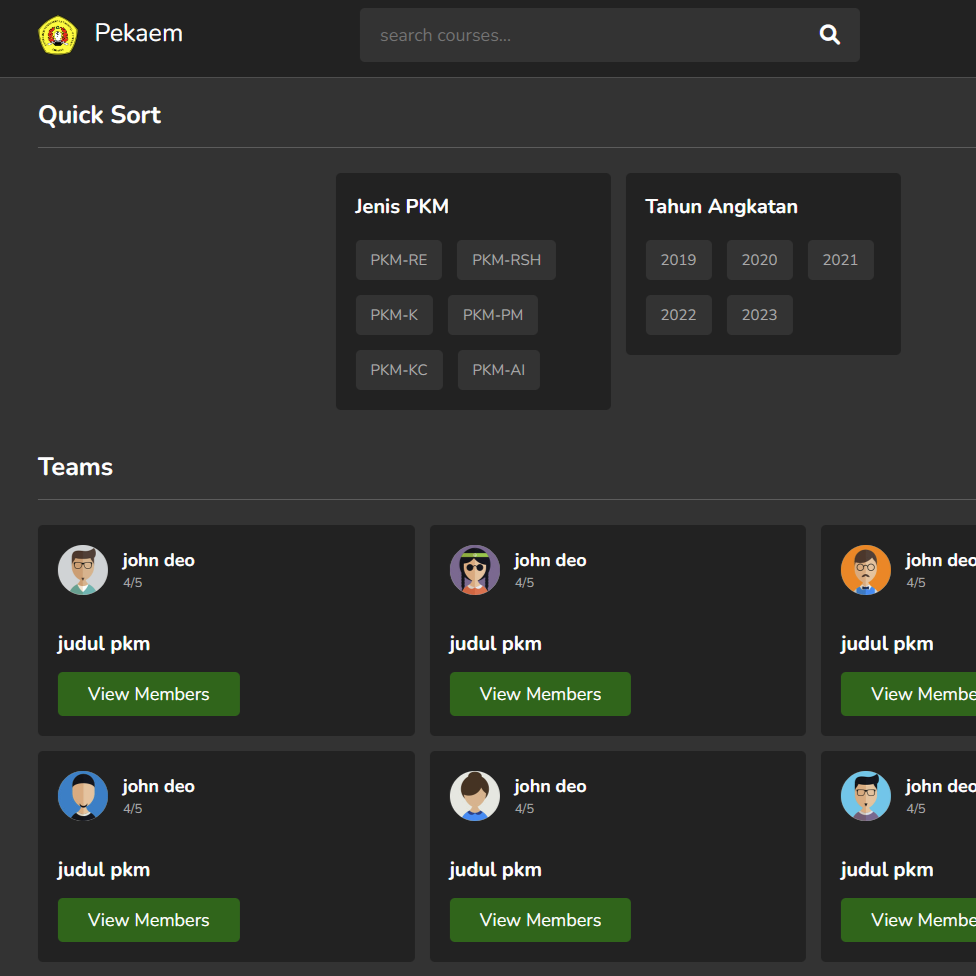 Pekaem
search courses...
Quick Sort
Jenis PKM
PKM-RE PKM-RSH
PKM-K PKM-PM
PKM-KC PKM-AI
Tahun Angkatan
2019 2020 2021
2022 2023
Teams
john deo
4/5
judul pkm
View Members
john deo
4/5
judul pkm
View Members
john deo
4/5
judul pkm
View Membe
john deo
4/5
judul pkm
View Members
john deo
4/5
judul pkm
View Members
john deo
4/5
judul pkm
View Membe